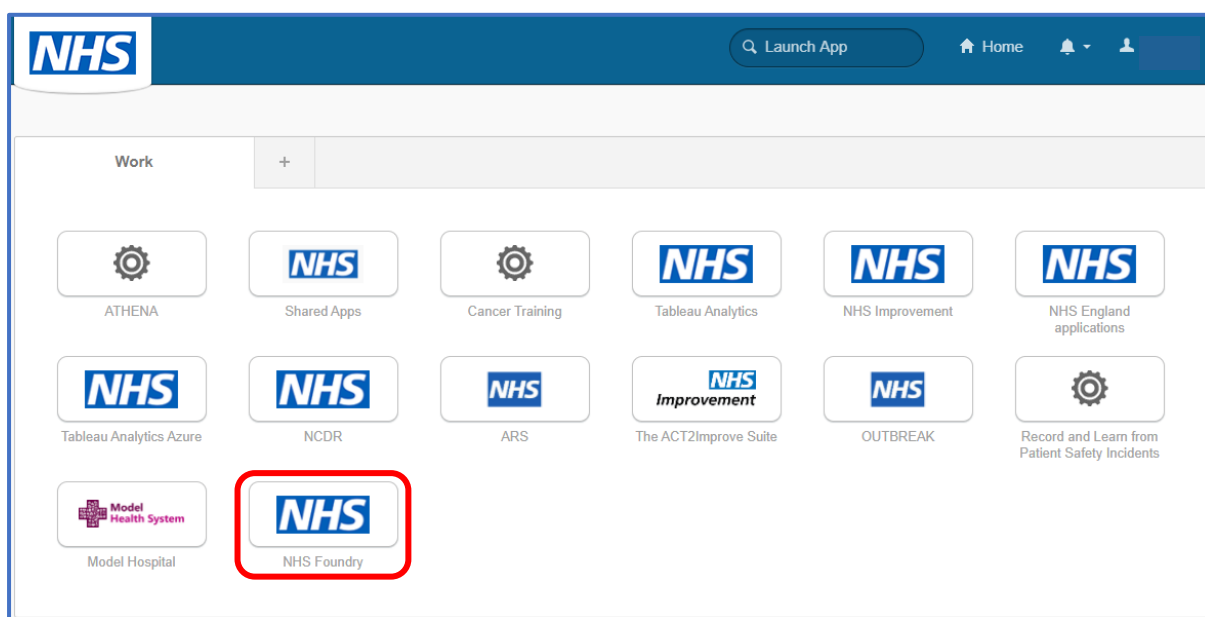 NHS
Launch App
Home
Work
+
NHS
NHS
NHS
NHS
ATHENA
Shared Apps
Cancer Training
Tableau Analytics
NHS Improvement
NHS England
applications
NHS
NHS
NHS
NHS
Improvement
NHS
Tableau Analytics Azure
NCDR
ARS
The ACT2Improve Suite
OUTBREAK
Record and Learn from
Patient Safety Incidents
Model
Health System
NHS
Model Hospital
NHS Foundry